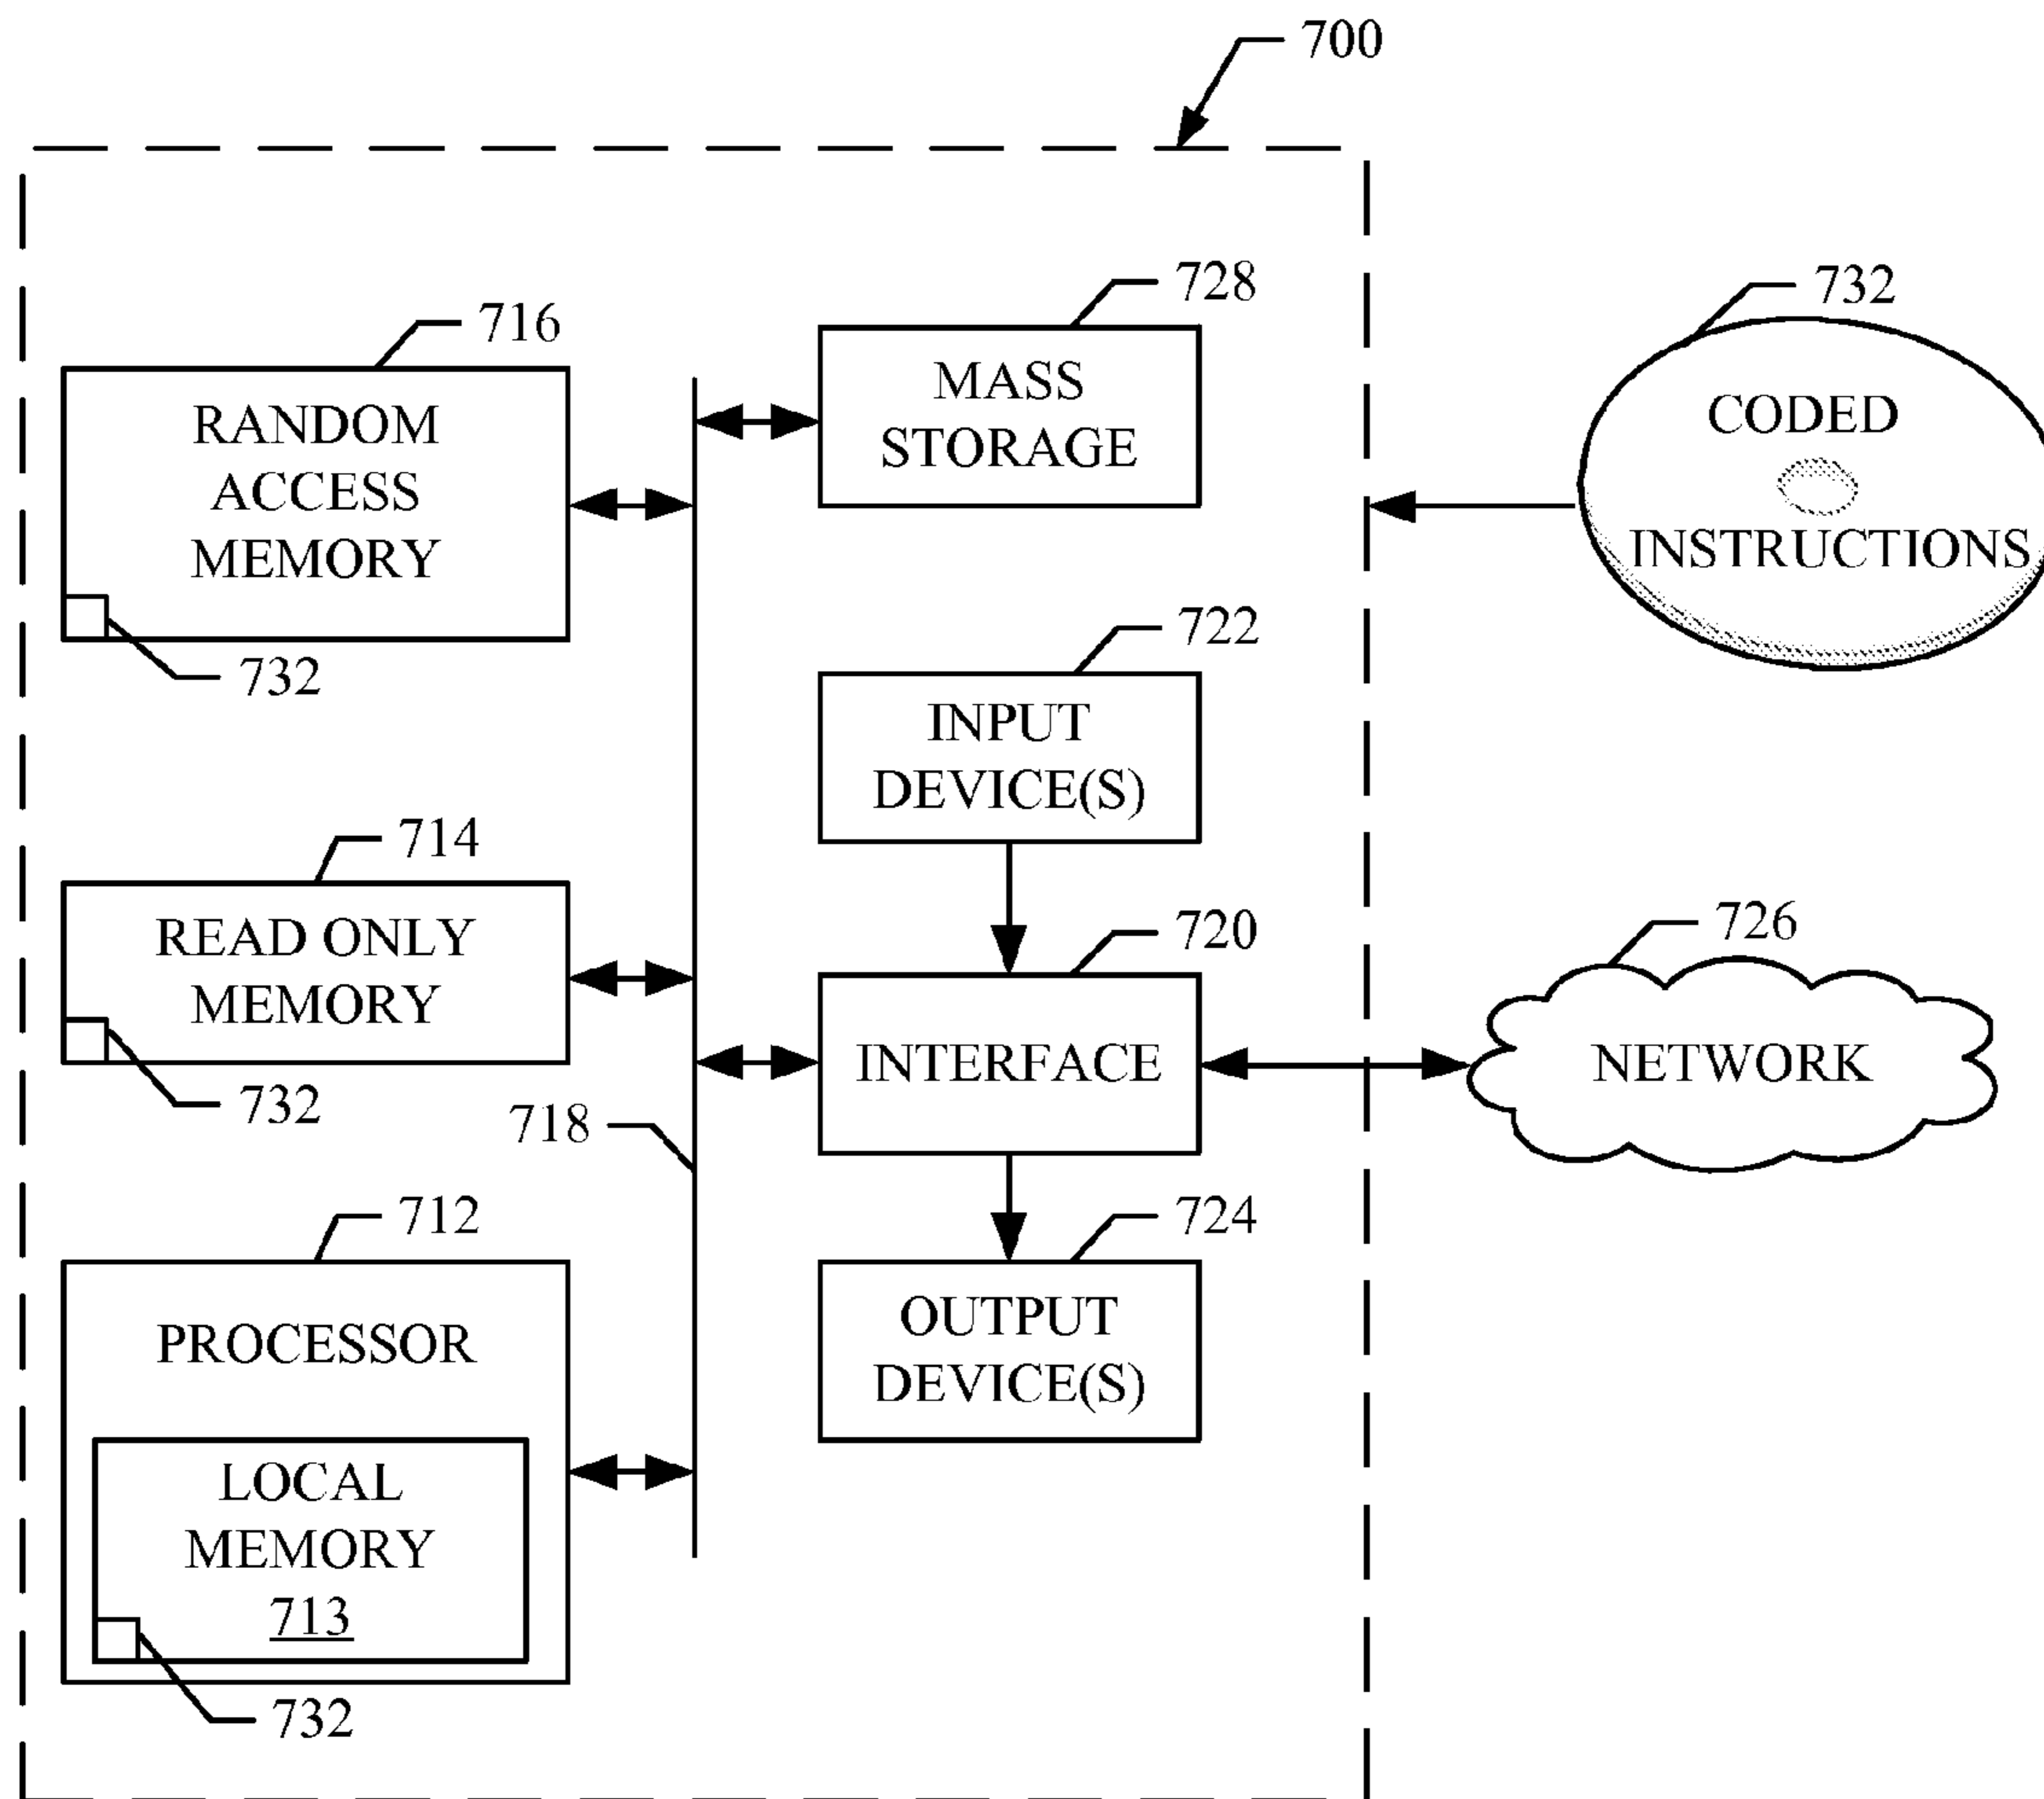 700
728
732
716
MASS
STORAGE
RANDOM
ACCESS
MEMORY
CODED
INSTRUCTIONS
732
722
INPUT
DEVICE(S)
714
READ ONLY
MEMORY
720
726
INTERFACE
NETWORK
732
718
712
724
PROCESSOR
OUTPUT
DEVICE(S)
LOCAL
MEMORY
713
732